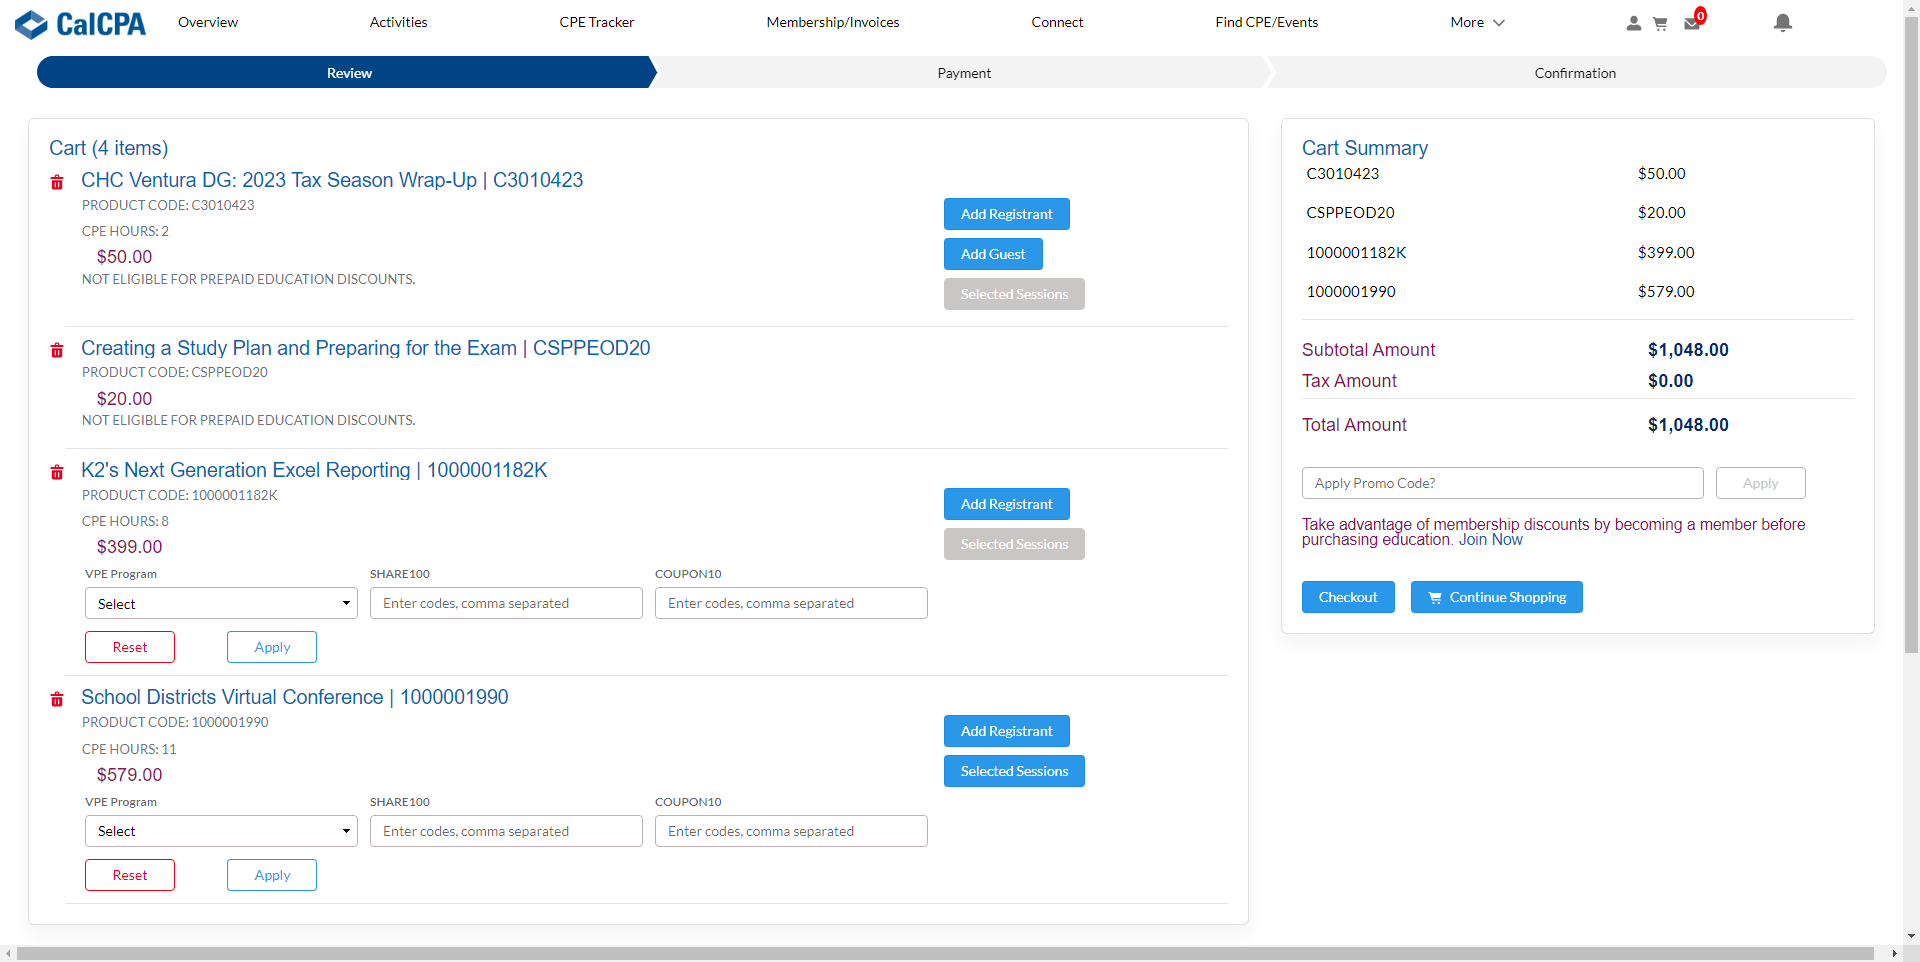 CalCPA
Overview
Activities
CPE Tracker
Membership/Invoices
Connect
Find CPE/Events
More
0
Review
Payment
Confirmation
Cart (4 items)
CHC Ventura DG: 2023 Tax Season Wrap-Up | C3010423
PRODUCT CODE: C3010423
CPE HOURS: 2
$50.00
NOT ELIGIBLE FOR PREPAID EDUCATION DISCOUNTS.
Add Registrant
Add Guest
Selected Sessions
Creating a Study Plan and Preparing for the Exam | CSPPEOD20
PRODUCT CODE: CSPPEOD20
$20.00
NOT ELIGIBLE FOR PREPAID EDUCATION DISCOUNTS.
K2's Next Generation Excel Reporting | 1000001182K
PRODUCT CODE: 1000001182K
CPE HOURS: 8
$399.00
Add Registrant
Selected Sessions
VPE Program SHARE100 COUPON10
Select Enter codes, comma separated Enter codes, comma separated
Reset Apply
School Districts Virtual Conference | 1000001990
PRODUCT CODE: 1000001990
CPE HOURS: 11
$579.00
Add Registrant
Selected Sessions
VPE Program SHARE100 COUPON10
Select Enter codes, comma separated Enter codes, comma separated
Reset Apply
Cart Summary
C3010423 $50.00
CSPPEOD20 $20.00
1000001182K $399.00
1000001990 $579.00
Subtotal Amount $1,048.00
Tax Amount $0.00
Total Amount $1,048.00
Apply Promo Code? Apply
Take advantage of membership discounts by becoming a member before
purchasing education. Join Now
Checkout Continue Shopping